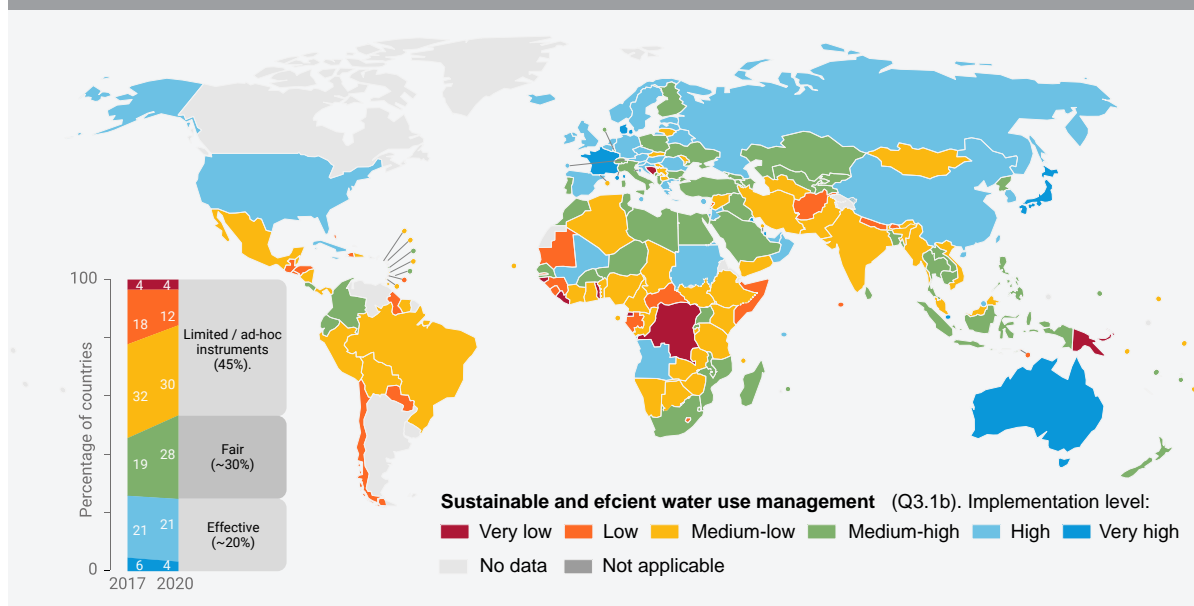 100
Percentage of countries
0
4 4
18 12
32 30
19 28
21 21
6 4
2017 2020
Limited / ad-hoc
instruments
(45%).
Fair
(~30%)
Effective
(~20%)
Sustainable and efcient water use management (Q3.1b). Implementation level:
Very low Low Medium-low Medium-high High Very high
No data Not applicable